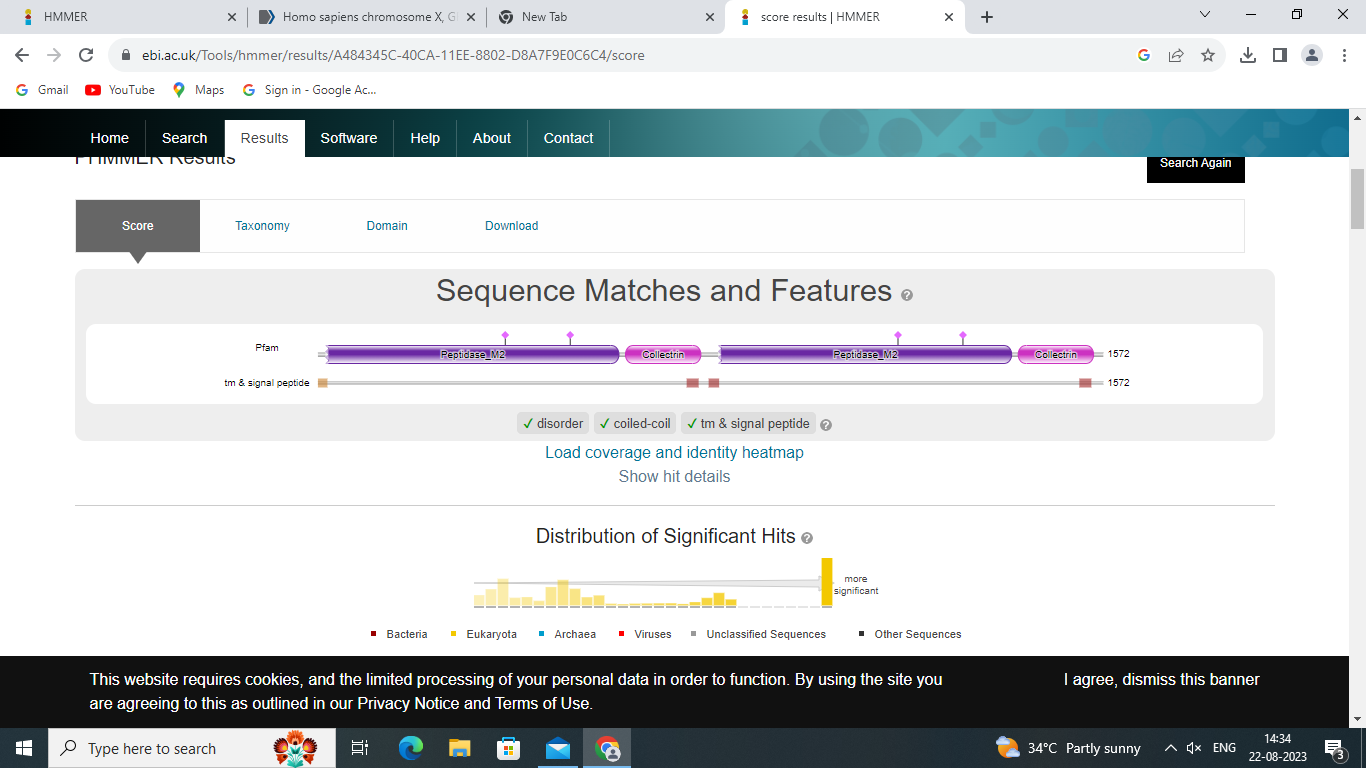 HMMER
Homo sapiens chromosome X, G
New Tab
score results | HMMER
ebi.ac.uk/Tools/hmmer/results/A484345C-40CA-11EE-8802-D8A7F9E0C6C4/score
Gmail YouTube Maps Sign in - Google Ac...
Home Search Results Software Help About Contact
PHMMER Results
Search Again
Score Taxonomy Domain Download
Sequence Matches and Features ?
Pfam Peptidase_M2 Collectrin Peptidase_M2 Collectrin 1572
tm & signal peptide 1572
✓ disorder ✓ coiled-coil ✓ tm & signal peptide ?
Load coverage and identity heatmap
Show hit details
Distribution of Significant Hits ?
more
significant
Bacteria Eukaryota Archaea Viruses Unclassified Sequences Other Sequences
This website requires cookies, and the limited processing of your personal data in order to function. By using the site you
are agreeing to this as outlined in our Privacy Notice and Terms of Use.
I agree, dismiss this banner
Type here to search
34°C Partly sunny
ENG
14:34
22-08-2023
3